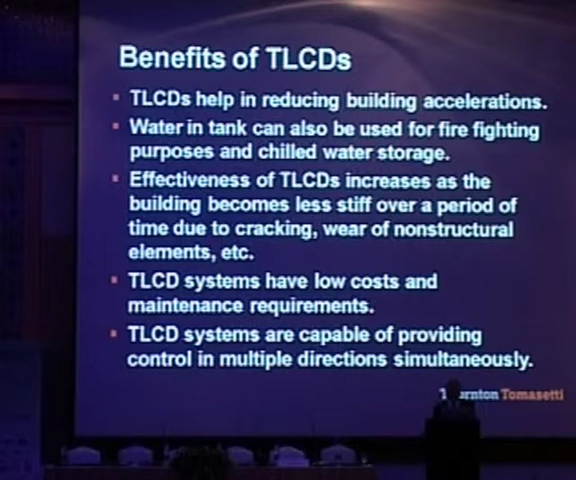 Benefits of TLCDs
TLCDs help in reducing building accelerations.
Water in tank can also be used for fire fighting
purposes and chilled water storage.
Effectiveness of TLCDs increases as the
building becomes less stiff over a period of
time due to cracking, wear of nonstructural
elements, etc.
TLCD systems have low costs and
maintenance requirements.
TLCD systems are capable of providing
control in multiple directions simultaneously.
Tomasetti